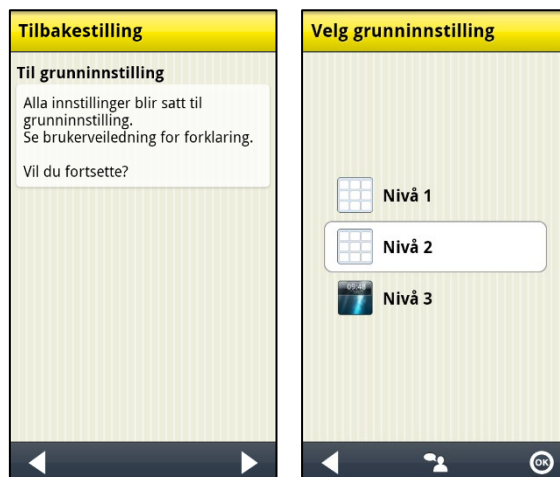 Tilbakestilling
Til grunninnstilling
Alla innstillinger blir satt til
grunninnstilling.
Se brukerveiledning for forklaring.
Vil du fortsette?
Velg grunninnstilling
Nivå 1
Nivå 2
09:48
Nivå 3
OK